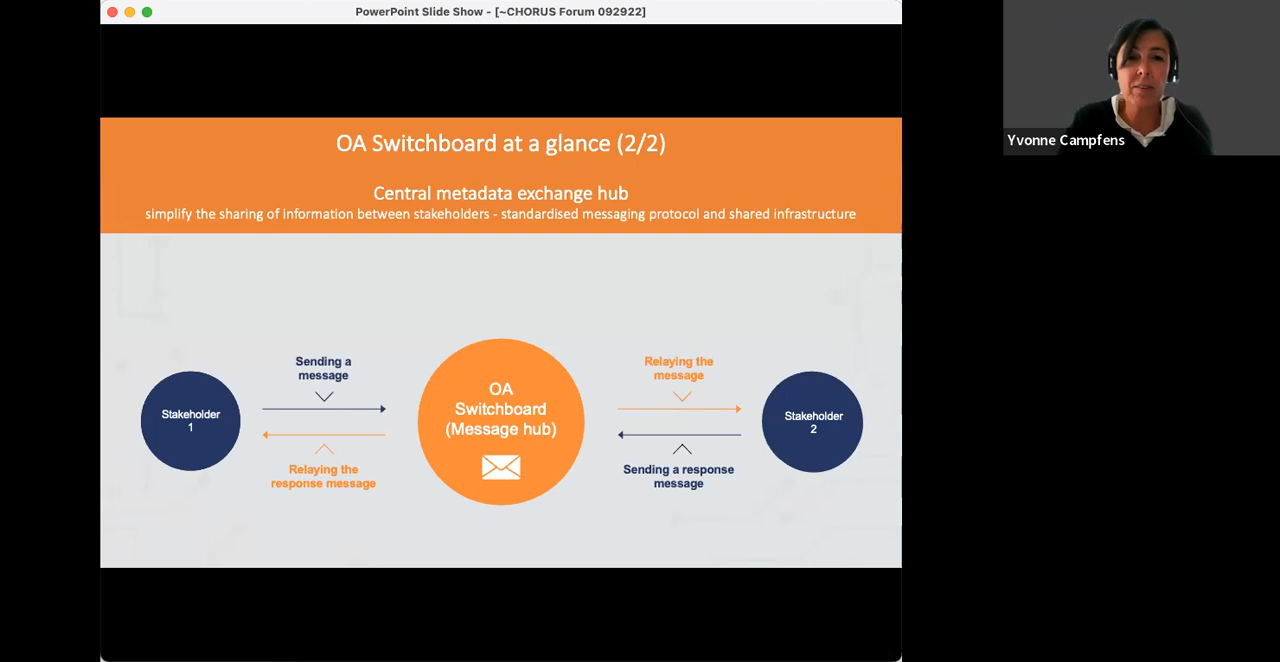 PowerPoint Slide Show - [~CHORUS Forum 092922]
OA Switchboard at a glance (2/2)
Central metadata exchange hub
simplify the sharing of information between stakeholders - standardised messaging protocol and shared infrastructure
Sending a
message
Relaying the
message
Stakeholder
1
OA
Switchboard
(Message hub)
Stakeholder
2
Relaying the
response message
Sending a response
message
Yvonne Campfens